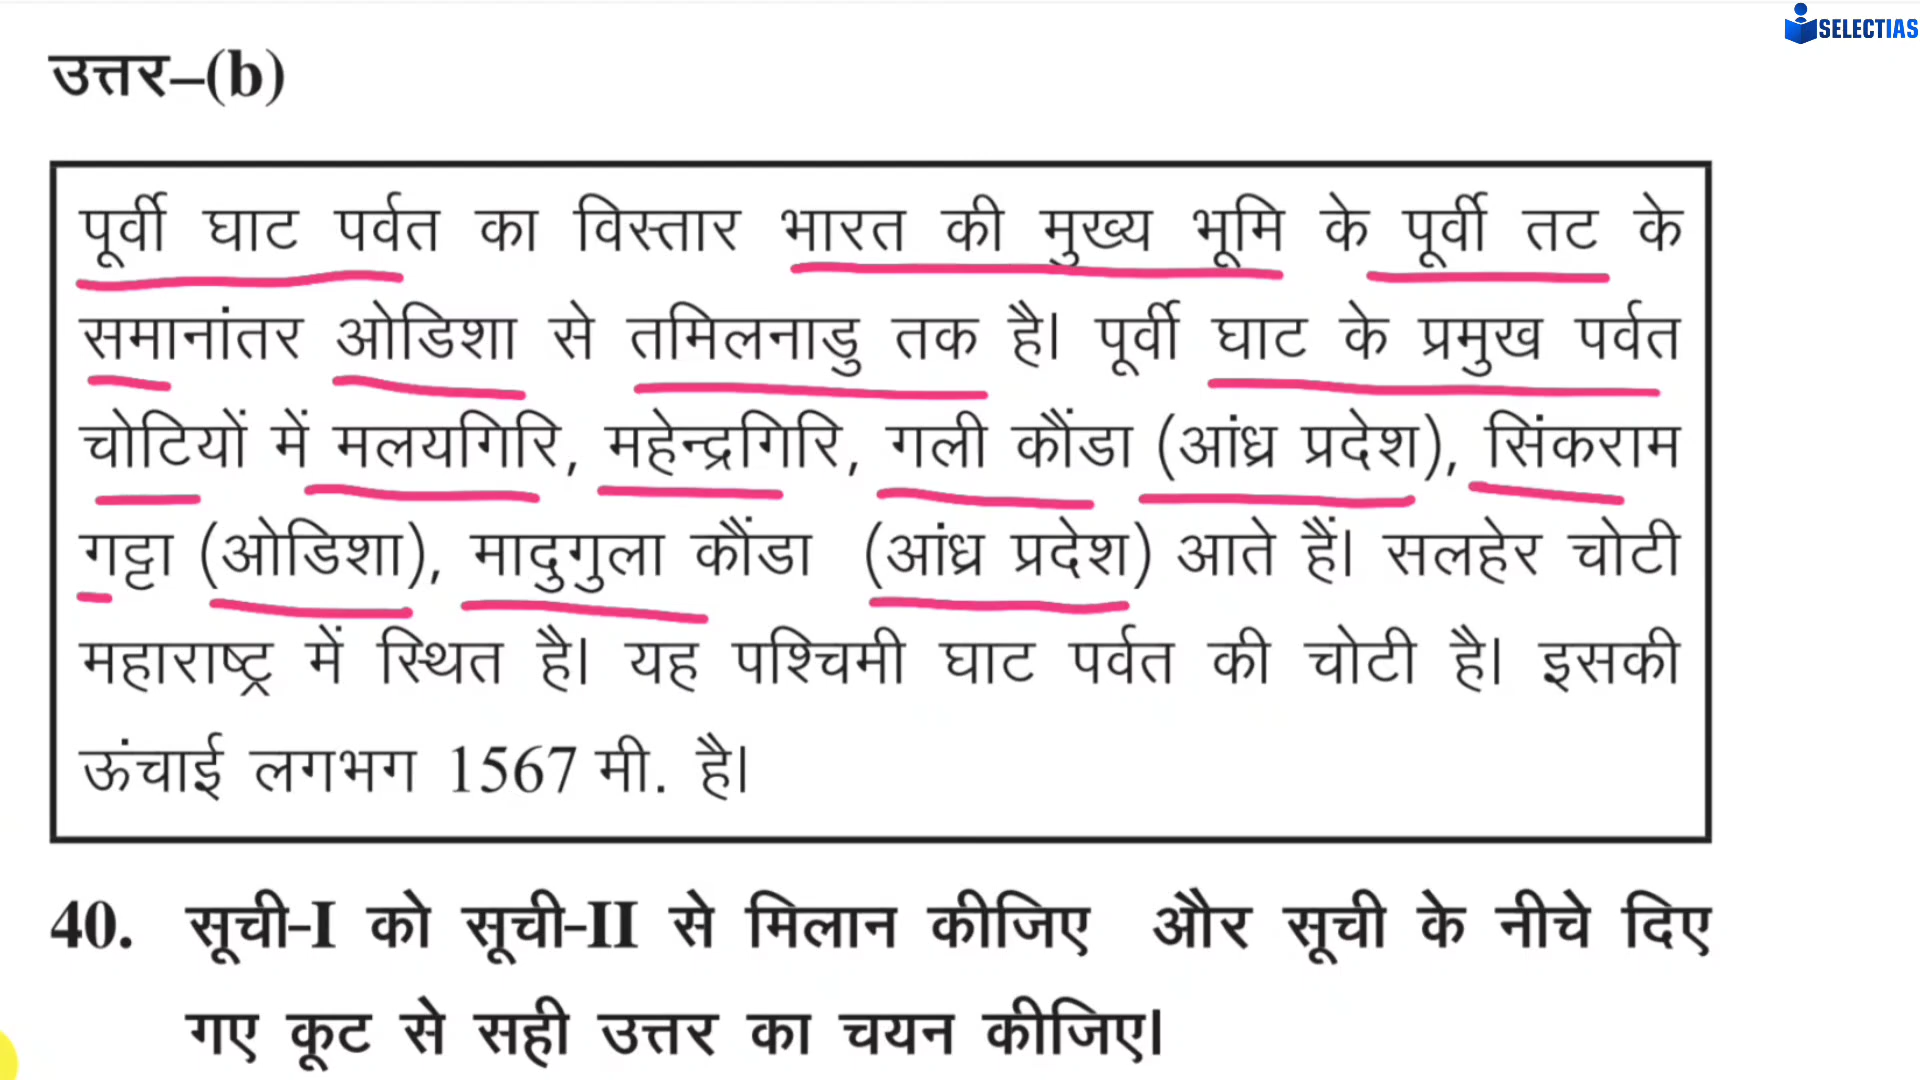 SELECTIAS
उत्तर–(b)
पूर्वी घाट पर्वत का विस्तार भारत की मुख्य भूमि के पूर्वी तट के
समानांतर ओडिशा से तमिलनाडु तक है। पूर्वी घाट के प्रमुख पर्वत
चोटियों में मलयगिरि, महेन्द्रगिरि, गली कौंडा (आंध्र प्रदेश), सिंकराम
गट्टा (ओडिशा), मादुगुला कौंडा (आंध्र प्रदेश) आते हैं। सलहेर चोटी
महाराष्ट्र में स्थित है। यह पश्चिमी घाट पर्वत की चोटी है। इसकी
ऊंचाई लगभग 1567 मी. है।
40. सूची-I को सूची-II से मिलान कीजिए और सूची के नीचे दिए
गए कूट से सही उत्तर का चयन कीजिए।